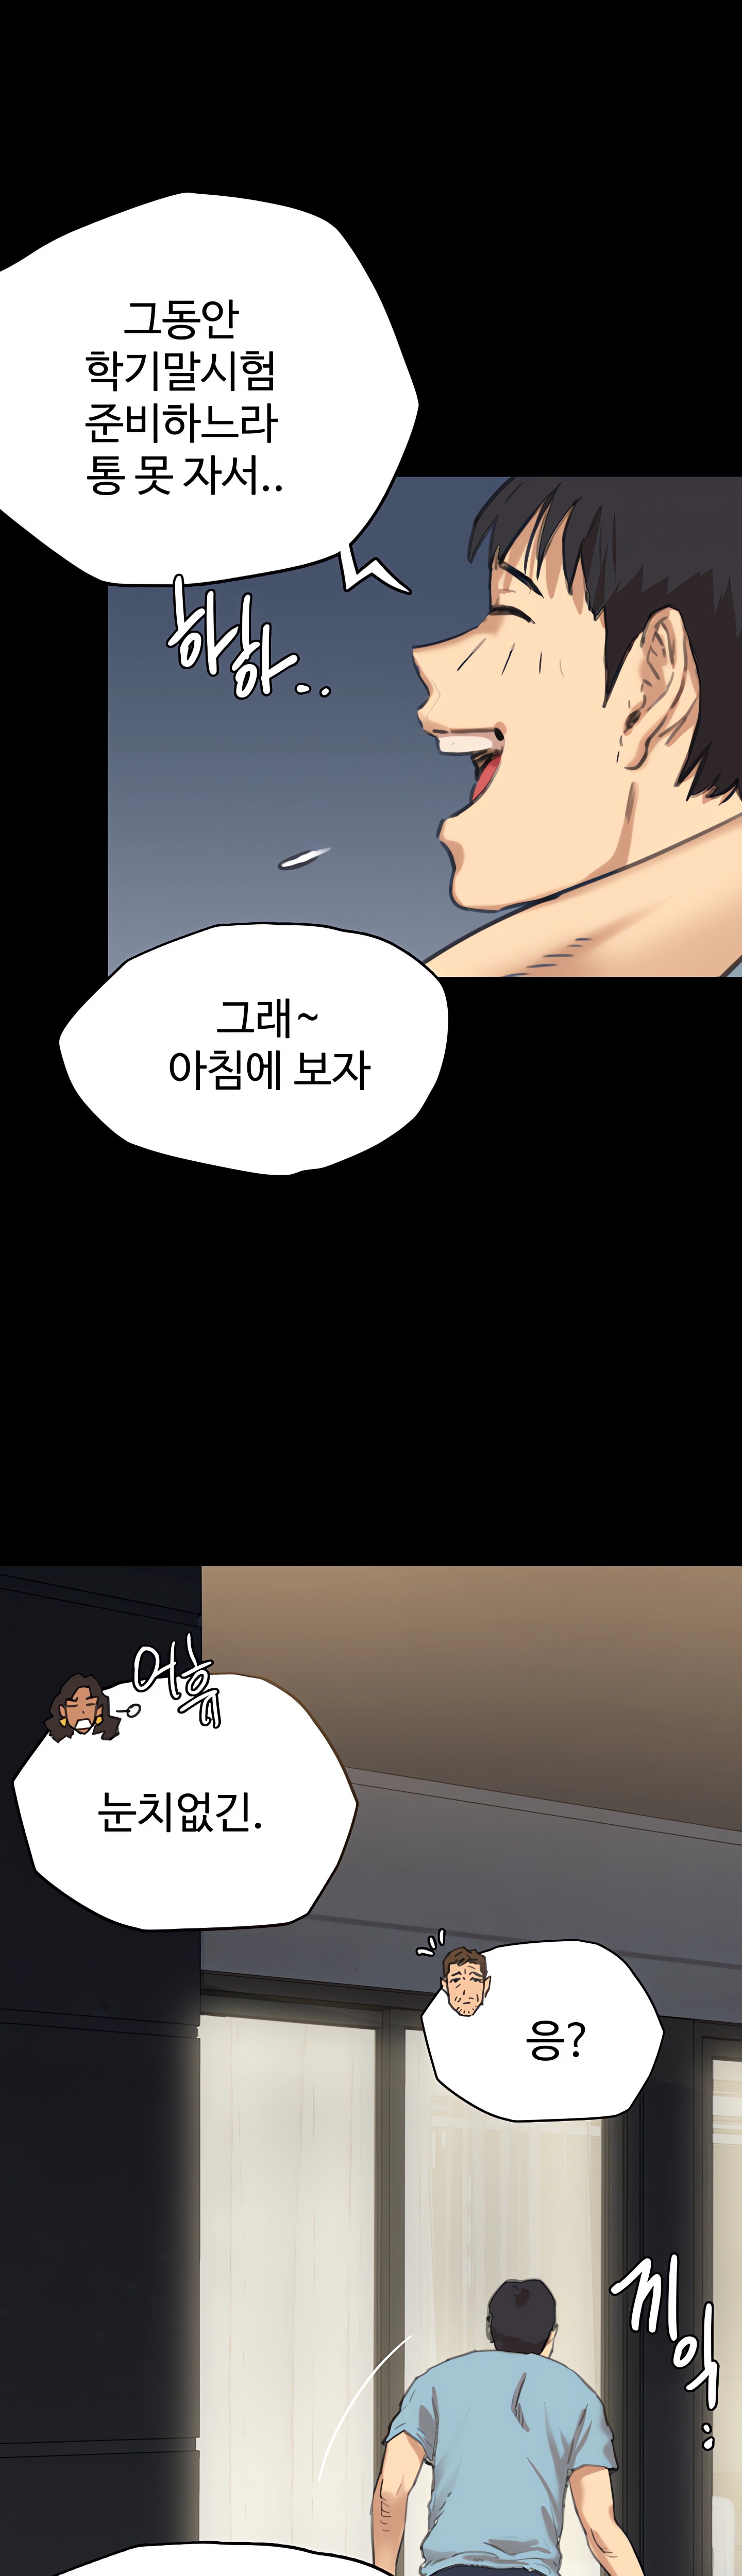 그동안
학기말시험
준비하느라
통 못 자서..
하하..
그래~
아침에 보자
어휴
눈치없긴.
응?
끼익..